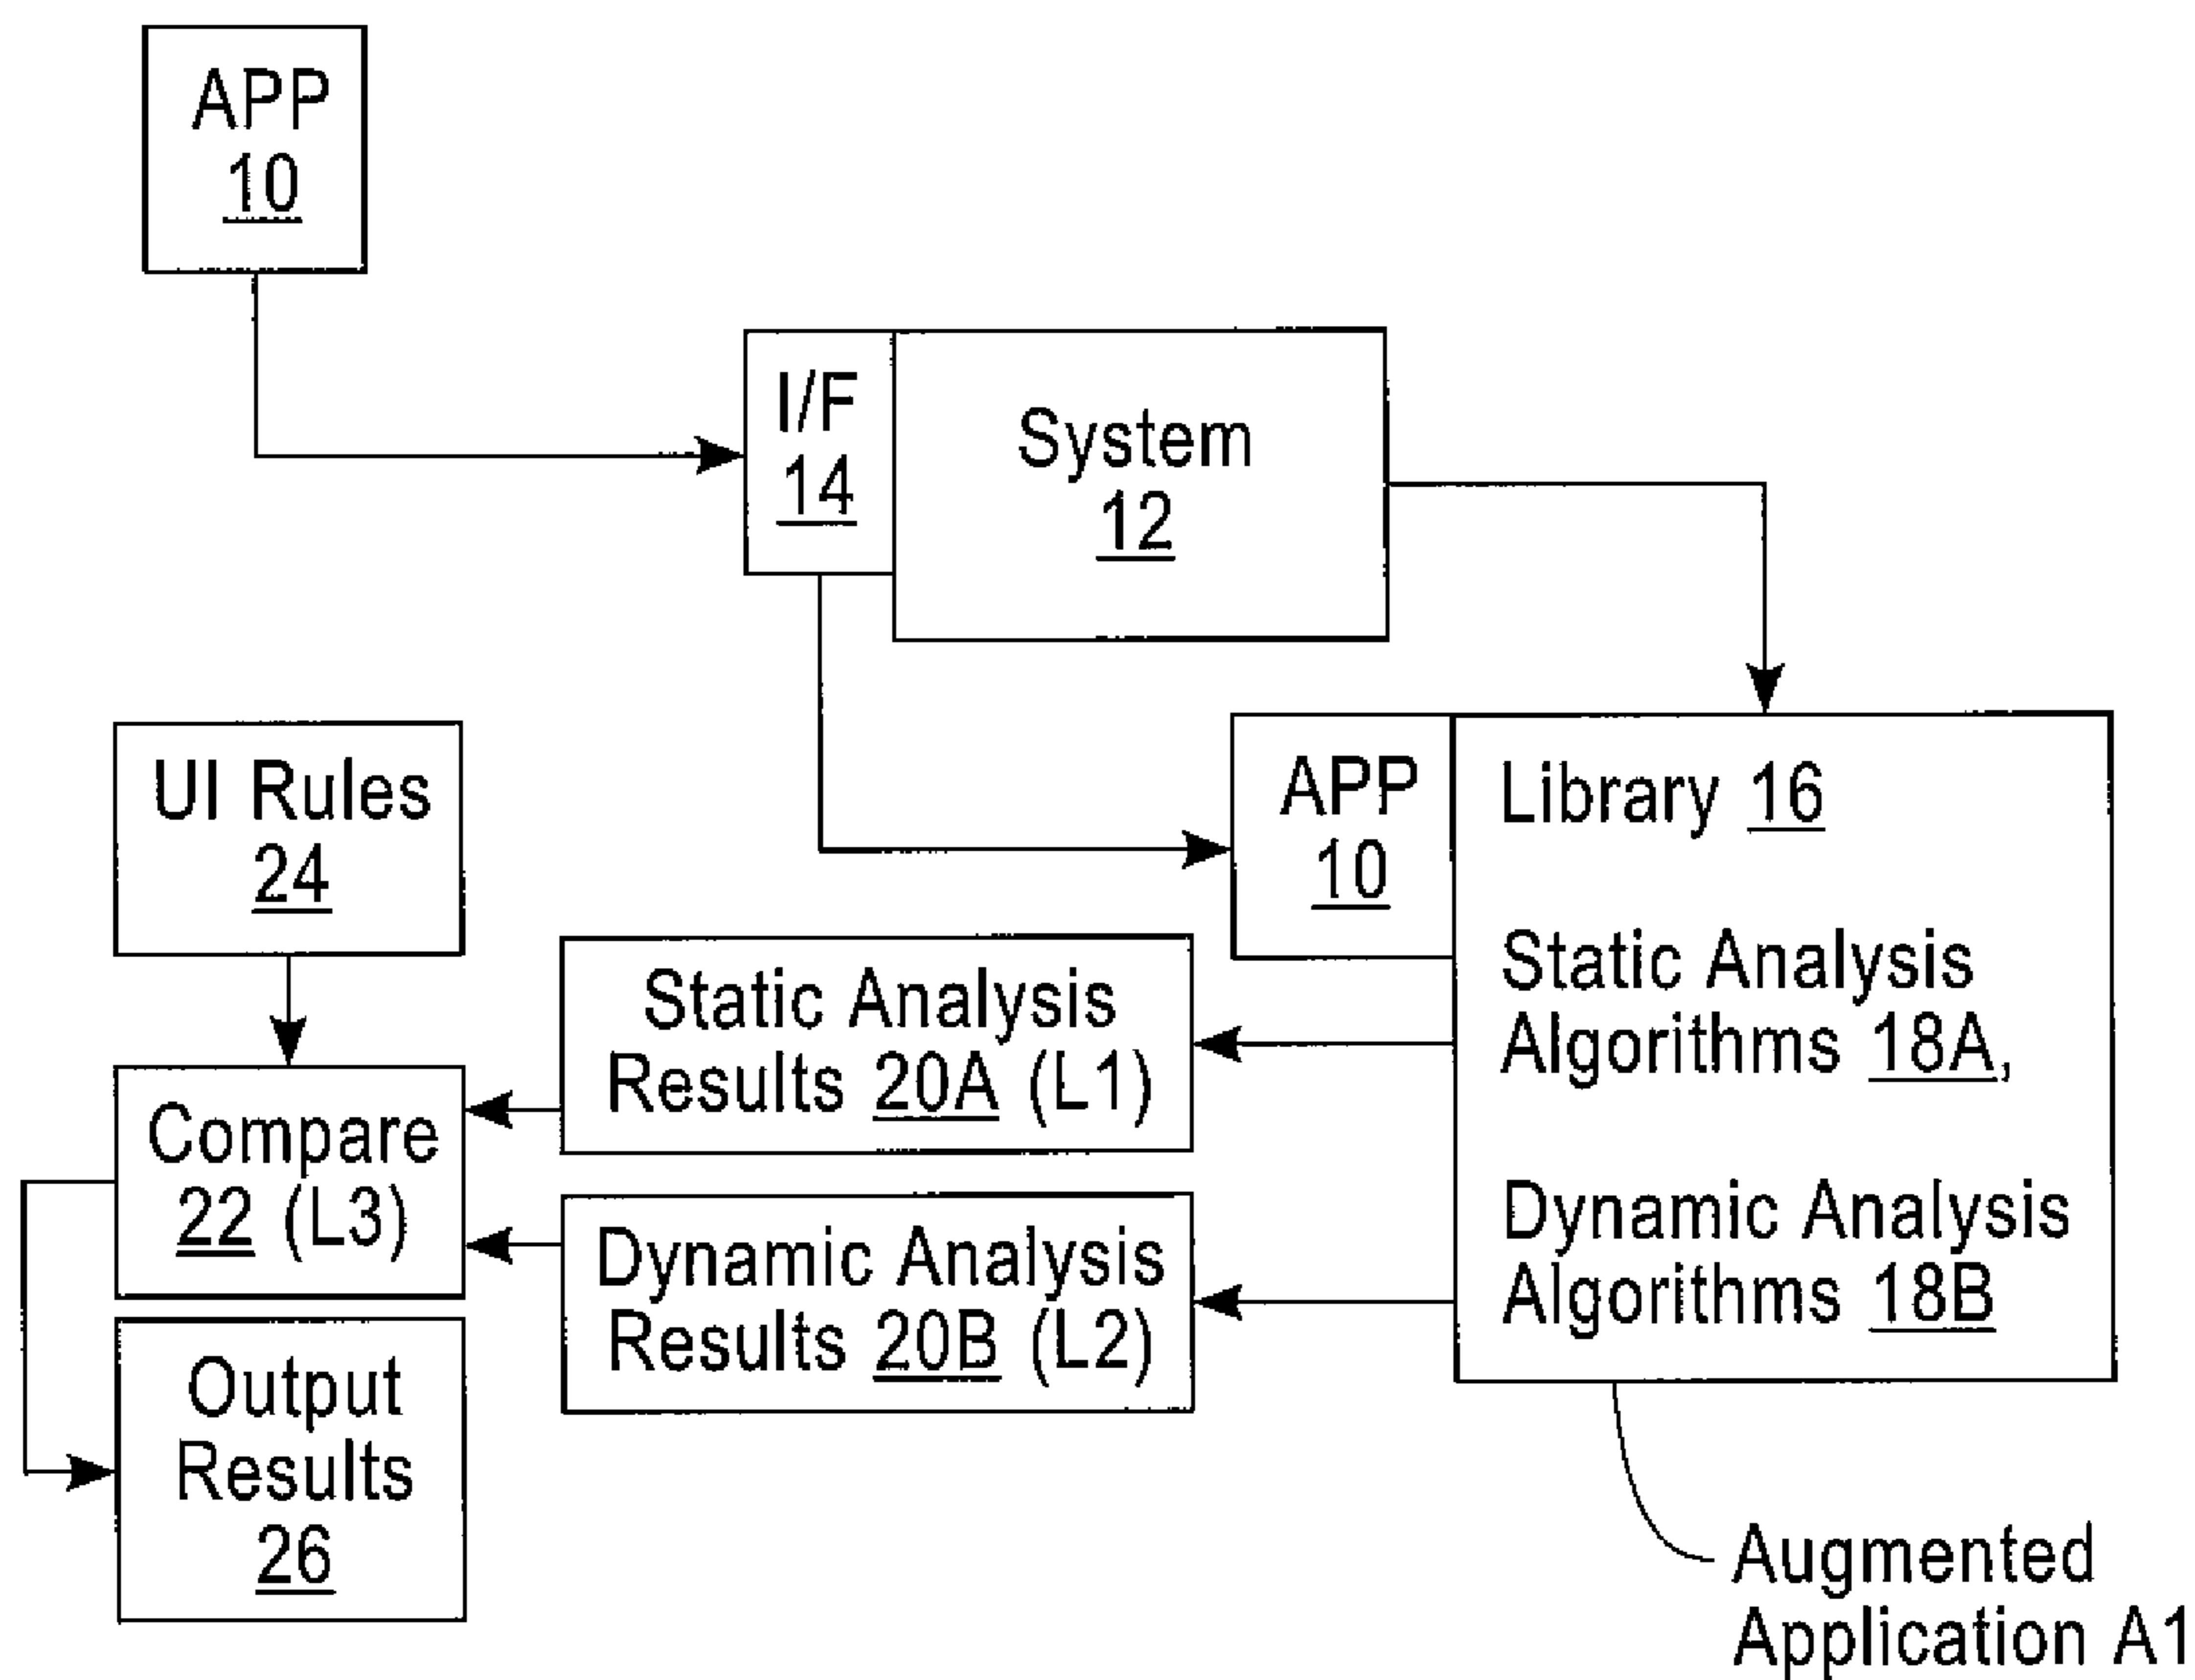 APP
10
I/F
14
System
12
UI Rules
24
APP
10
Library 16
Static Analysis
Algorithms 18A,
Dynamic Analysis
Algorithms 18B
Static Analysis
Results 20A (L1)
Compare
22 (L3)
Dynamic Analysis
Results 20B (L2)
Output
Results
26
Augmented
Application A1